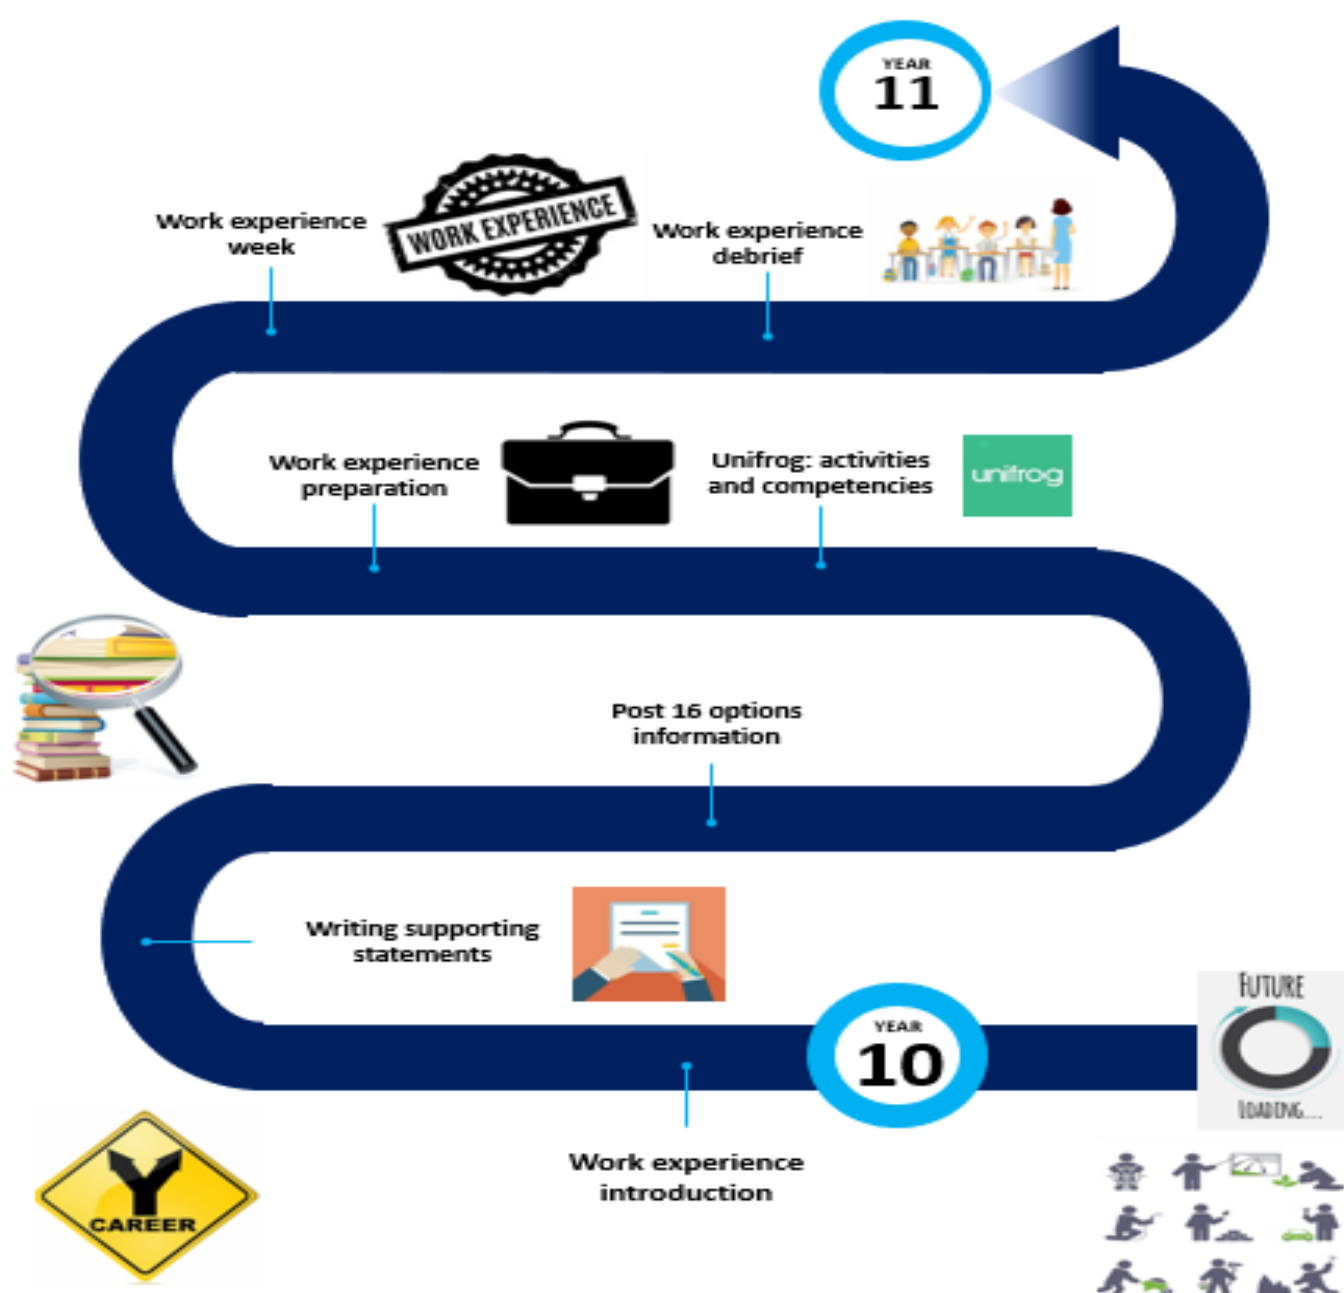 YEAR
11
WORK EXPERIENCE
Work experience
week
Work experience
debrief
Work experience
preparation
Unifrog: activities
and competencies
unifrog
Post 16 options
information
Writing supporting
statements
YEAR
10
FUTURE
LOADING...
Work experience
introduction
CAREER